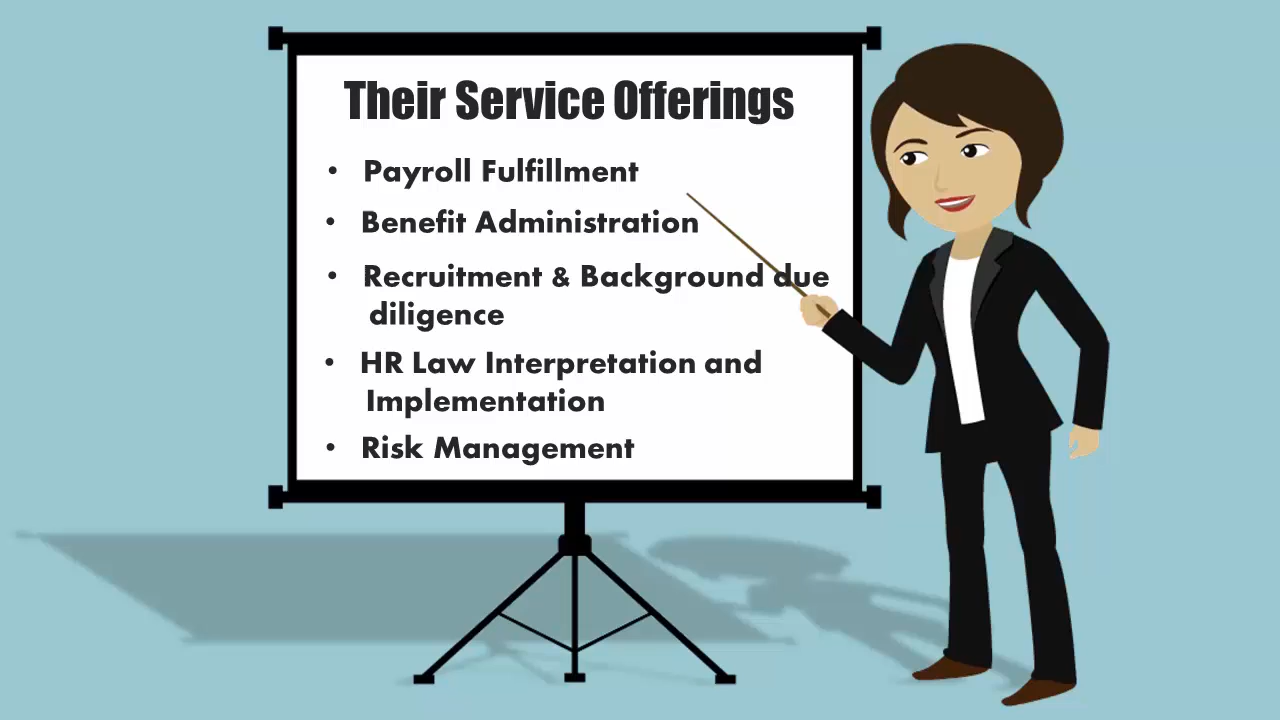 Their Service Offerings
• Payroll Fulfillment
• Benefit Administration
• Recruitment & Background due
diligence
• HR Law Interpretation and
Implementation
• Risk Management